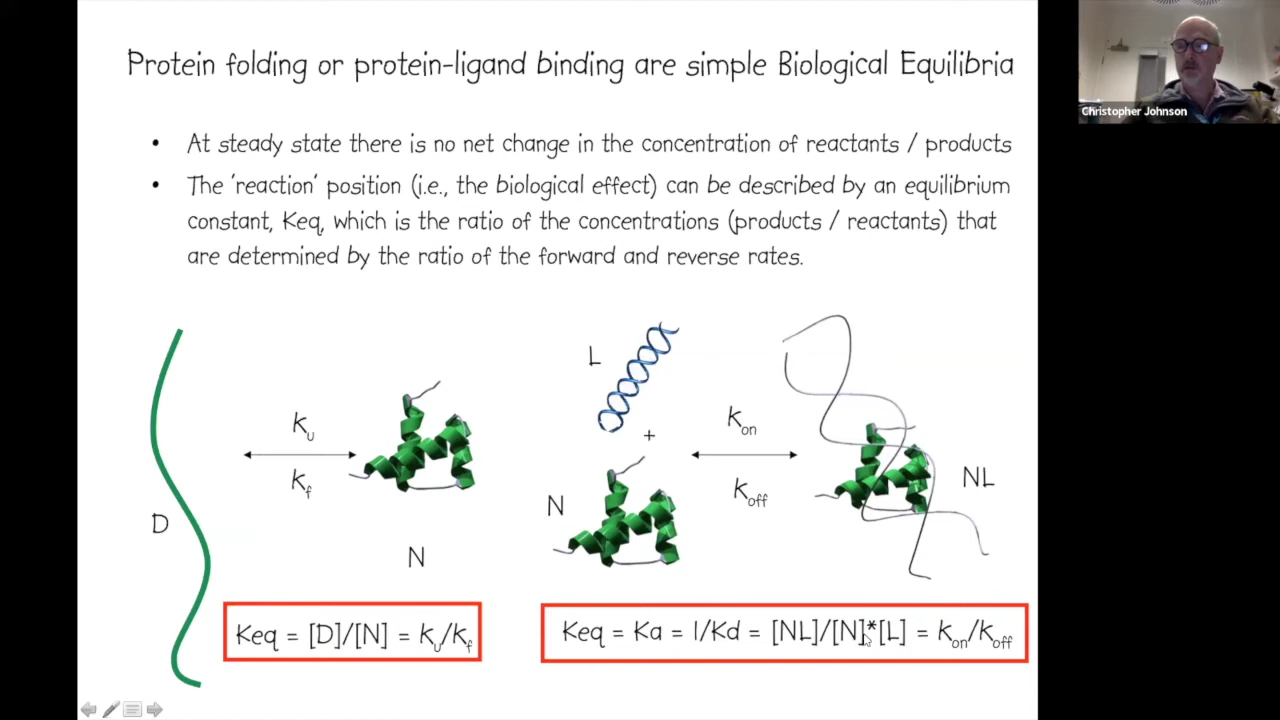 Protein folding or protein-ligand binding are simple Biological Equilibria
• At steady state there is no net change in the concentration of reactants / products
• The 'reaction' position (i.e., the biological effect) can be described by an equilibrium
constant, Keq, which is the ratio of the concentrations (products / reactants) that
are determined by the ratio of the forward and reverse rates.
D
ku
kf
N
Keq = [D]/[N] = ku/kf
L
+
N
kon
koff
NL
Keq = Ka = 1/Kd = [NL]/[N]*[L] = kon/koff
Christopher Johnson